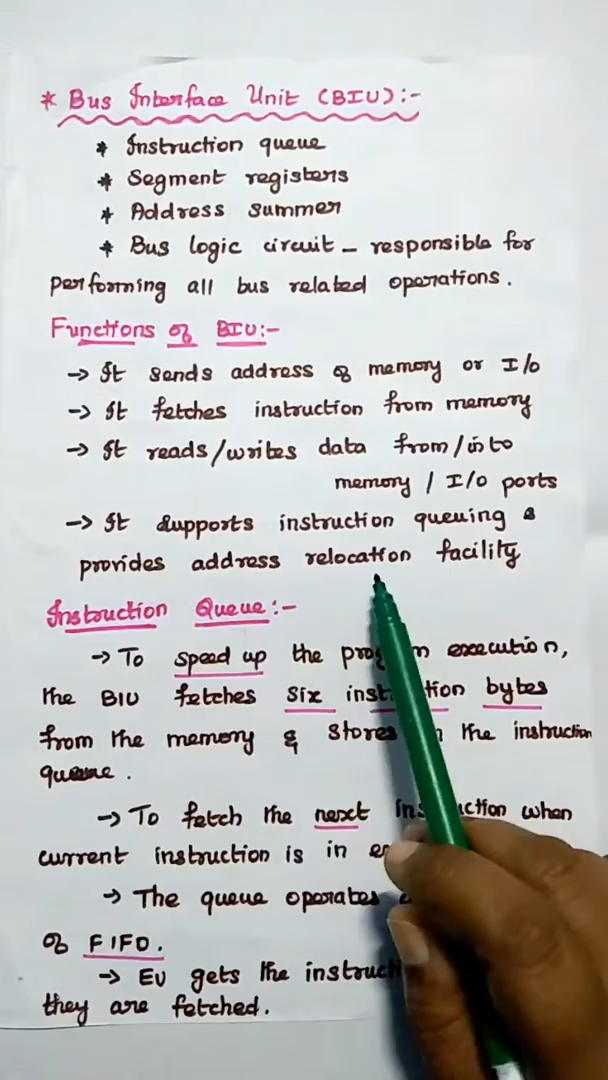 * Bus Interface Unit (BIU):-
* Instruction queue
* Segment registers
* Address summer
* Bus logic circuit - responsible for
performing all bus related operations.
Functions of BIU:-
→ It sends address of memory or I/o
→ It fetches instruction from memory
→ It reads/writes data from/into
memory / I/o ports
→ It supports instruction queuing &
provides address relocation facility
Instruction Queue:-
→ To speed up the execution,
the BIU fetches six bytes
from the memory & stores the instruction
queue.
→ To fetch the next when
current instruction is in
→ The queue operates
of FIFO.
→ EU gets the
they are fetched.